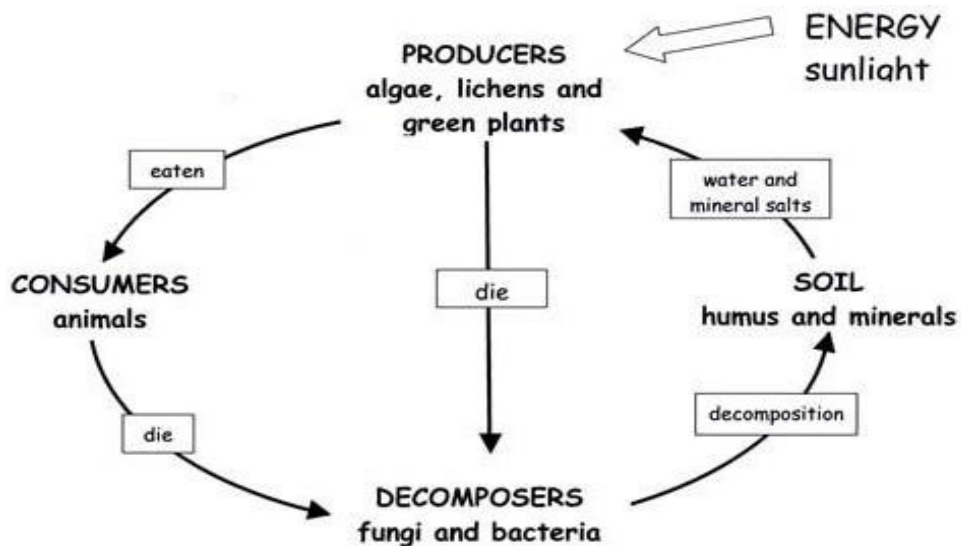 ENERGY
sunlight
PRODUCERS
algae, lichens and
green plants
eaten
water and
mineral salts
CONSUMERS
animals
die
SOIL
humus and minerals
die
decomposition
DECOMPOSERS
fungi and bacteria